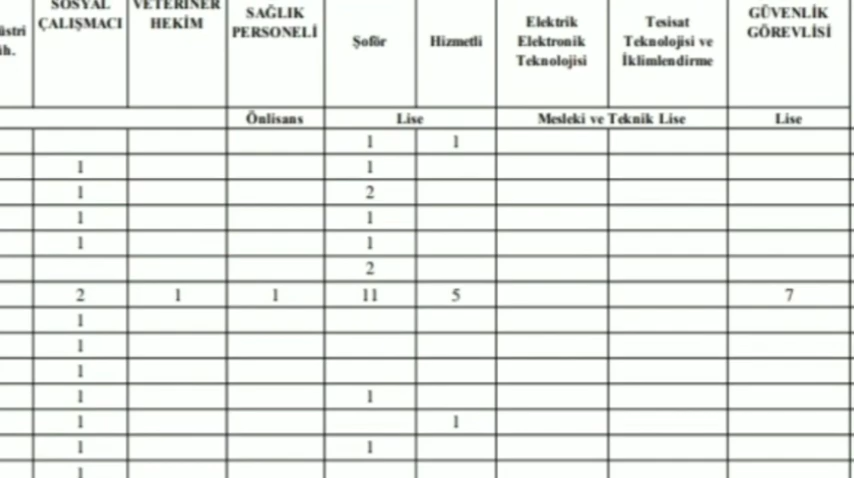 SOSYAL ÇALIŞMACI
VETERİNER HEKİM
SAĞLIK PERSONELİ
Şoför
Hizmetli
Elektrik Elektronik Teknolojisi
Tesisat Teknolojisi ve İklimlendirme
GÜVENLİK GÖREVLİSİ
Önlisans Lise Mesleki ve Teknik Lise Lise
1 1
1 1
1 2
1 1
1 1
2
2 1 1 11 5 7
1
1
1
1 1
1 1
1 1
1